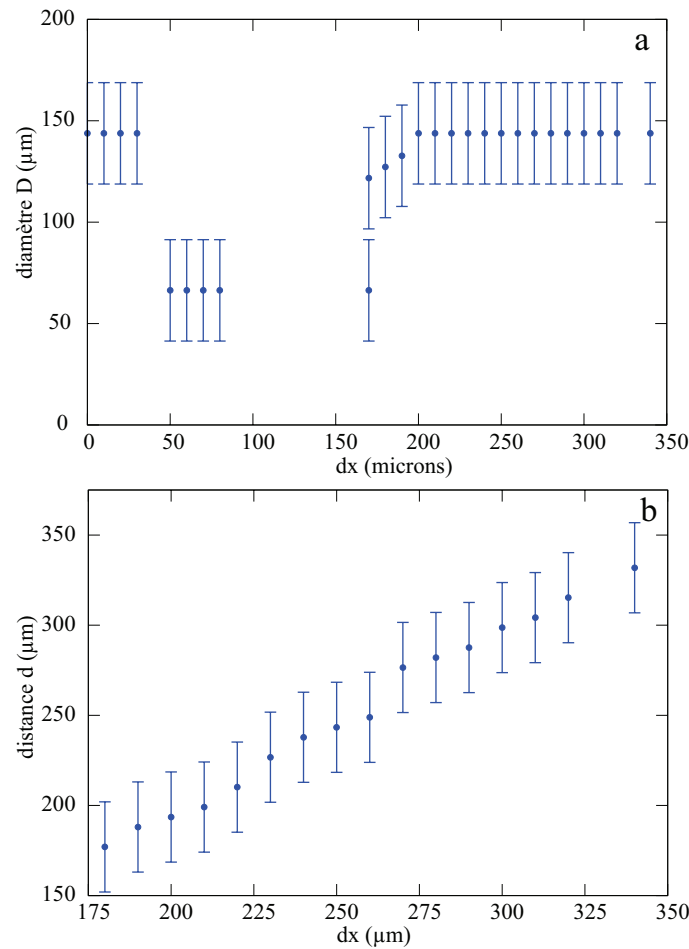 a
200
150
100
50
0
diamètre D (µm)
0 50 100 150 200 250 300 350
dx (microns)
b
350
300
250
200
150
distance d (µm)
175 200 225 250 275 300 325 350
dx (µm)